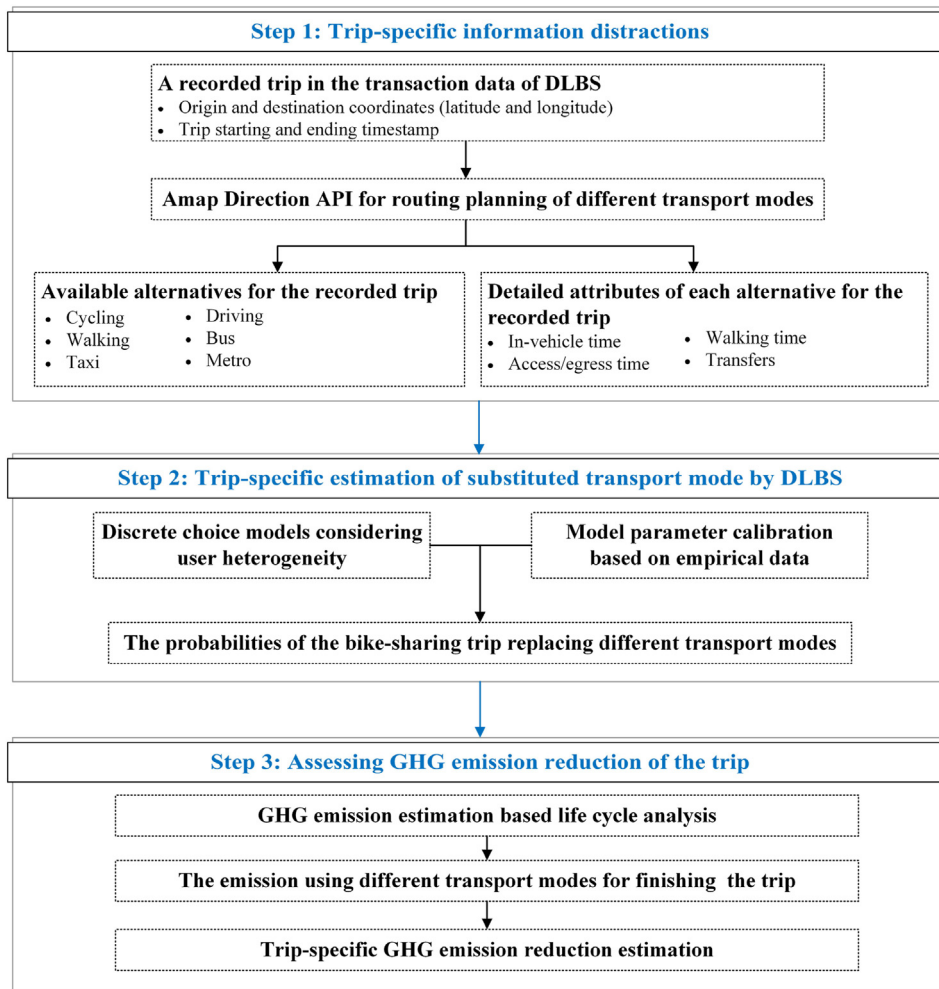 Step 1: Trip-specific information distractions
A recorded trip in the transaction data of DLBS
• Origin and destination coordinates (latitude and longitude)
• Trip starting and ending timestamp
Amap Direction API for routing planning of different transport modes
Available alternatives for the recorded trip
• Cycling
• Walking
• Taxi
• Driving
• Bus
• Metro
Detailed attributes of each alternative for the
recorded trip
• In-vehicle time
• Access/egress time
• Walking time
• Transfers
Step 2: Trip-specific estimation of substituted transport mode by DLBS
Discrete choice models considering
user heterogeneity
Model parameter calibration
based on empirical data
The probabilities of the bike-sharing trip replacing different transport modes
Step 3: Assessing GHG emission reduction of the trip
GHG emission estimation based life cycle analysis
The emission using different transport modes for finishing the trip
Trip-specific GHG emission reduction estimation